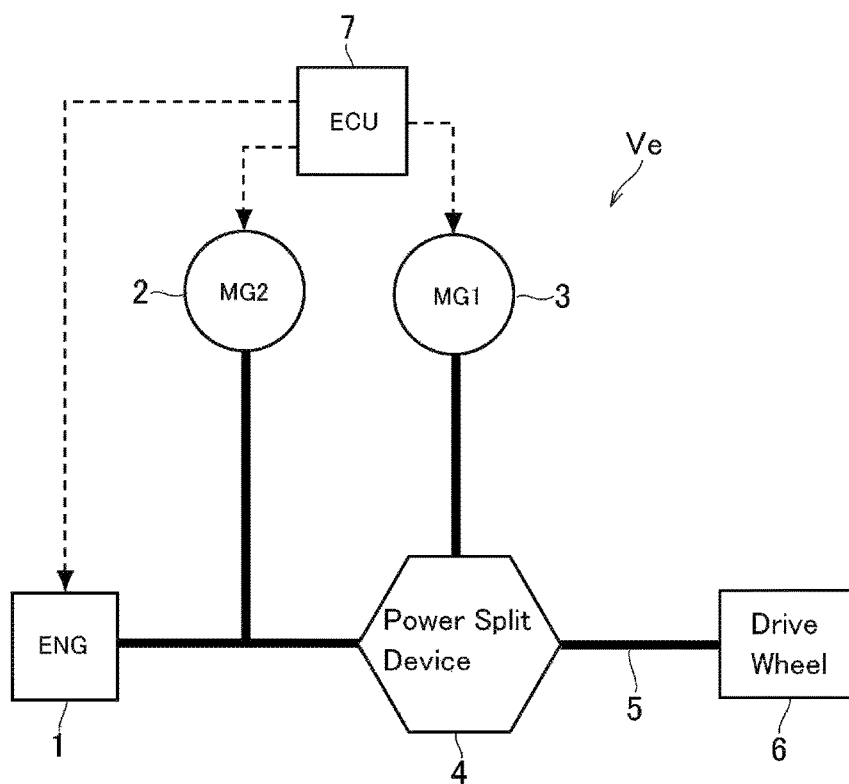 7
ECU
Ve
2
MG2
MG1
3
Power Split
Device
ENG
Drive
Wheel
1
4
5
6